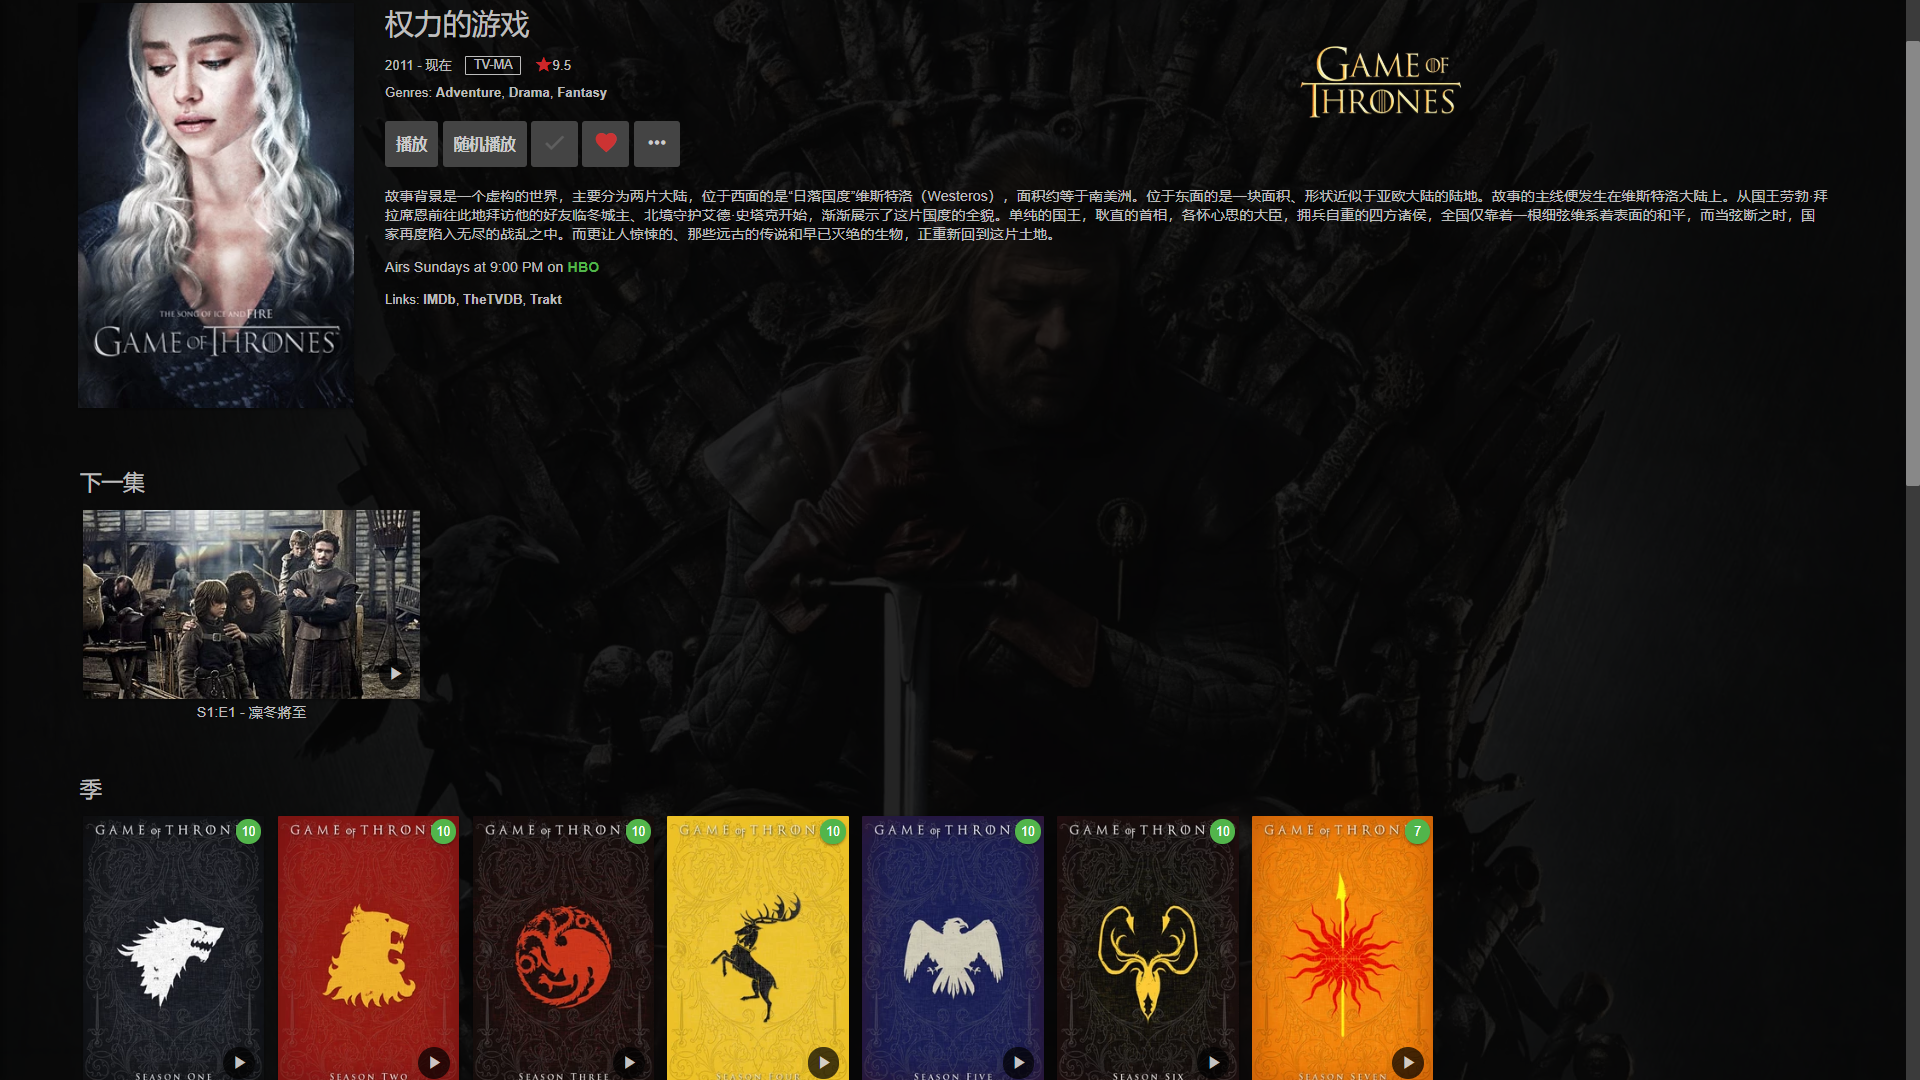 权力的游戏
2011 - 现在 TV-MA 9.5
Genres: Adventure, Drama, Fantasy
播放 随机播放
GAME OF
THRONES
故事背景是一个虚构的世界，主要分为两片大陆，位于西面的是“日落国度”维斯特洛（Westeros），面积约等于南美洲。位于东面的是一块面积、形状近似于亚欧大陆的陆地。故事的主线便发生在维斯特洛大陆上。从国王劳勃·拜
拉席恩前往此地拜访他的好友临冬城主、北境守护艾德·史塔克开始，渐渐展示了这片国度的全貌。单纯的国王，耿直的首相，各怀心思的大臣，拥兵自重的四方诸侯，全国仅靠着一根细弦维系着表面的和平，而当弦断之时，国
家再度陷入无尽的战乱之中。而更让人惊悚的、那些远古的传说和早已灭绝的生物，正重新回到这片土地。
Airs Sundays at 9:00 PM on HBO
Links: IMDb, TheTVDB, Trakt
THE SONG OF ICE AND FIRE
GAME OF THRONES
下一集
S1:E1 - 凜冬將至
季
GAME OF THRON 10
GAME OF THRON 10
GAME OF THRON 10
GAME OF THRON 10
GAME OF THRON 10
GAME OF THRON 10
GAME OF THRON 7
SEASON ONE
SEASON TWO
SEASON THREE
SEASON FOUR
SEASON FIVE
SEASON SIX
SEASON SEVEN